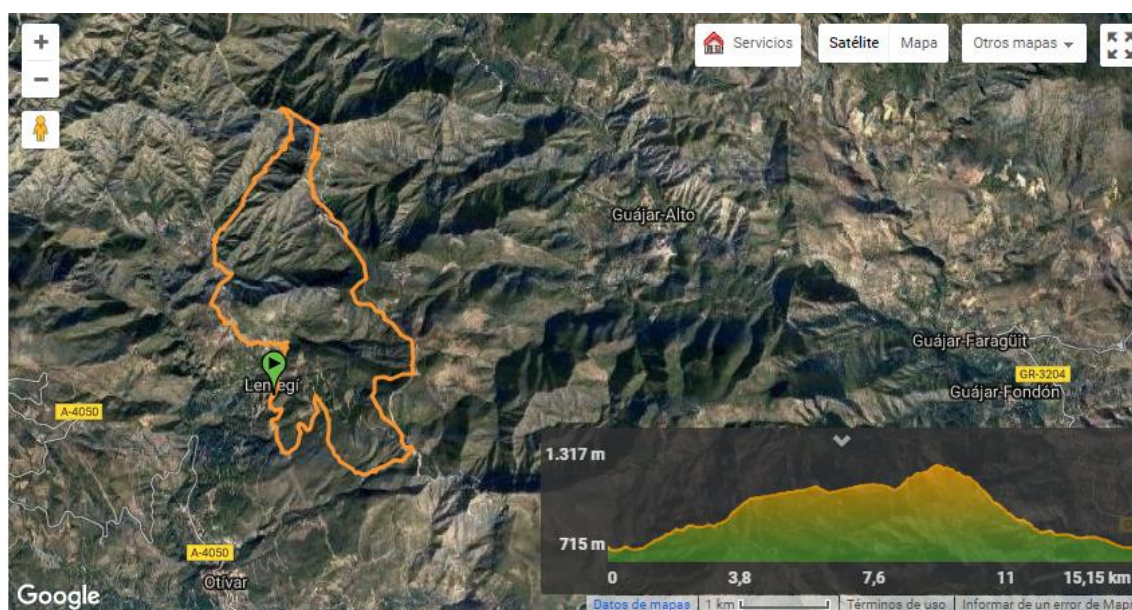 +
Servicios
Satélite
Mapa
Otros mapas
−
Guájar-Alto
Guájar-Faragüit
GR-3204
Guájar-Fondón
A-4050
A-4050
Otívar
1.317 m
715 m
0
3,8
7,6
11
15,15 km
Google
Datos de mapas
1 km
Términos de uso
Informar de un error de Map